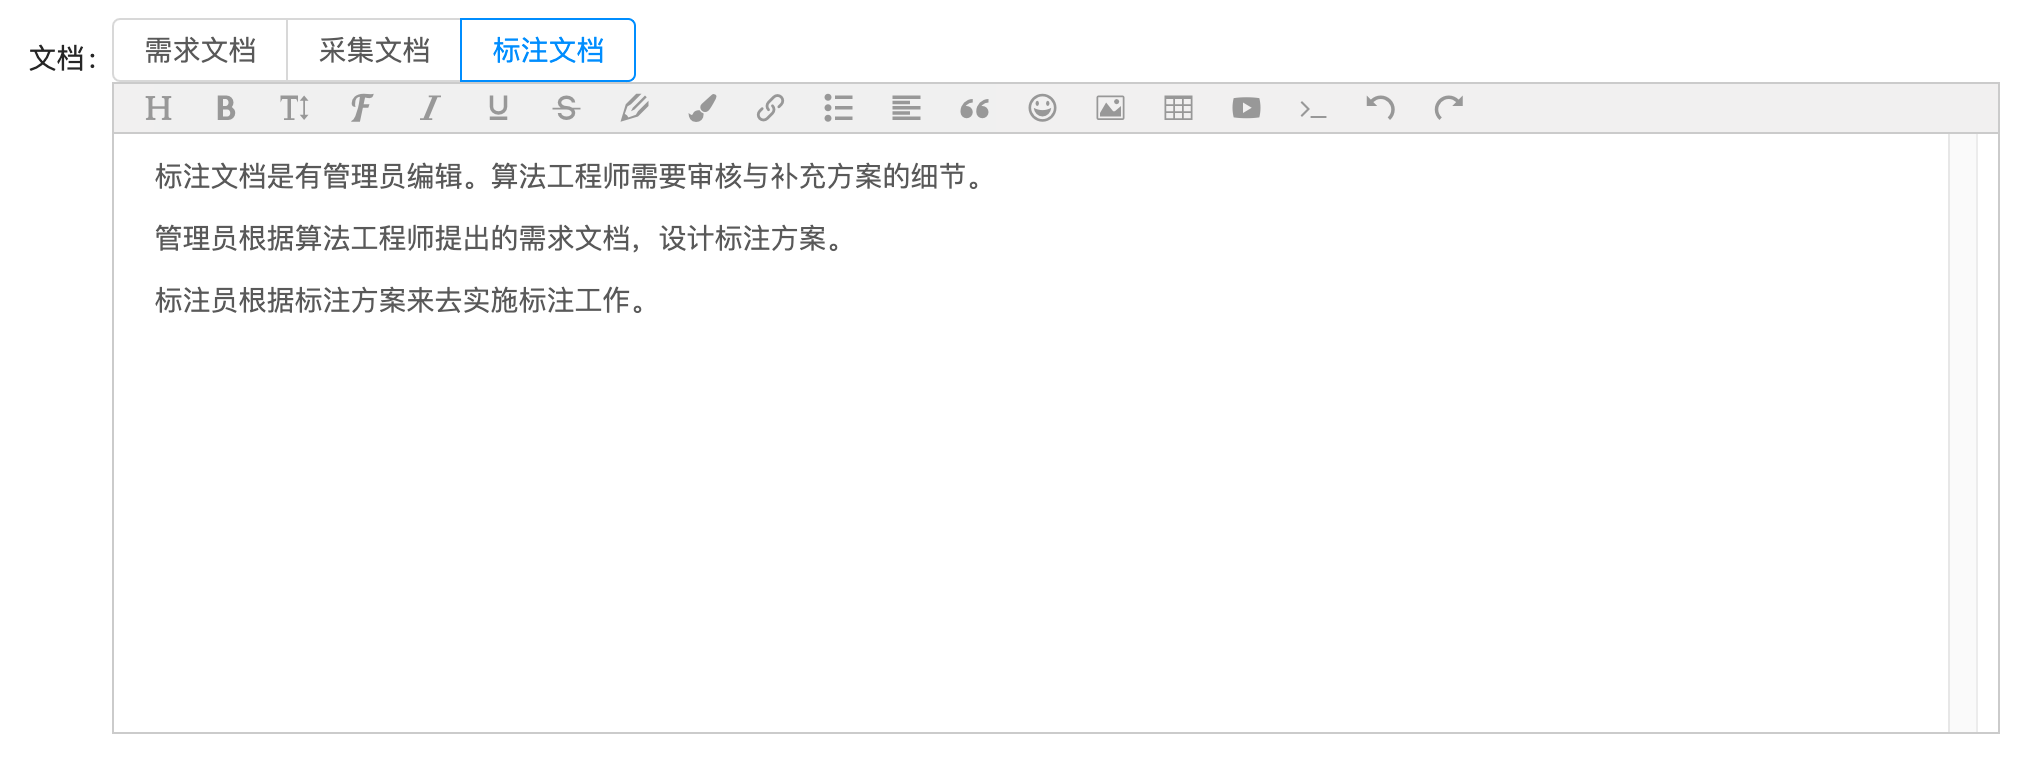 文档：
需求文档
采集文档
标注文档
标注文档是有管理员编辑。算法工程师需要审核与补充方案的细节。
管理员根据算法工程师提出的需求文档，设计标注方案。
标注员根据标注方案来去实施标注工作。